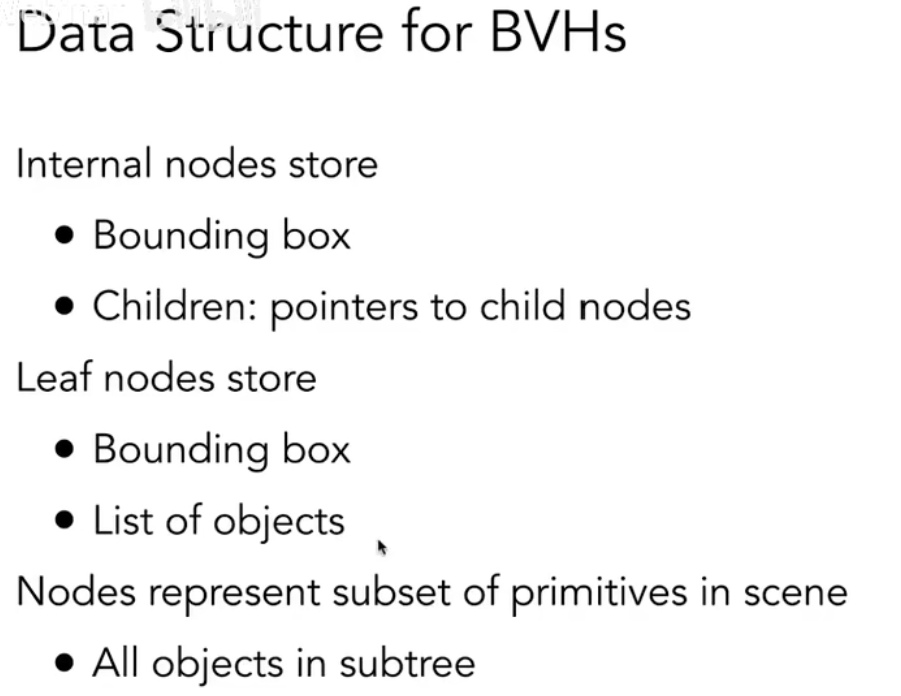 Data Structure for BVHs
Internal nodes store
• Bounding box
• Children: pointers to child nodes
Leaf nodes store
• Bounding box
• List of objects
Nodes represent subset of primitives in scene
• All objects in subtree